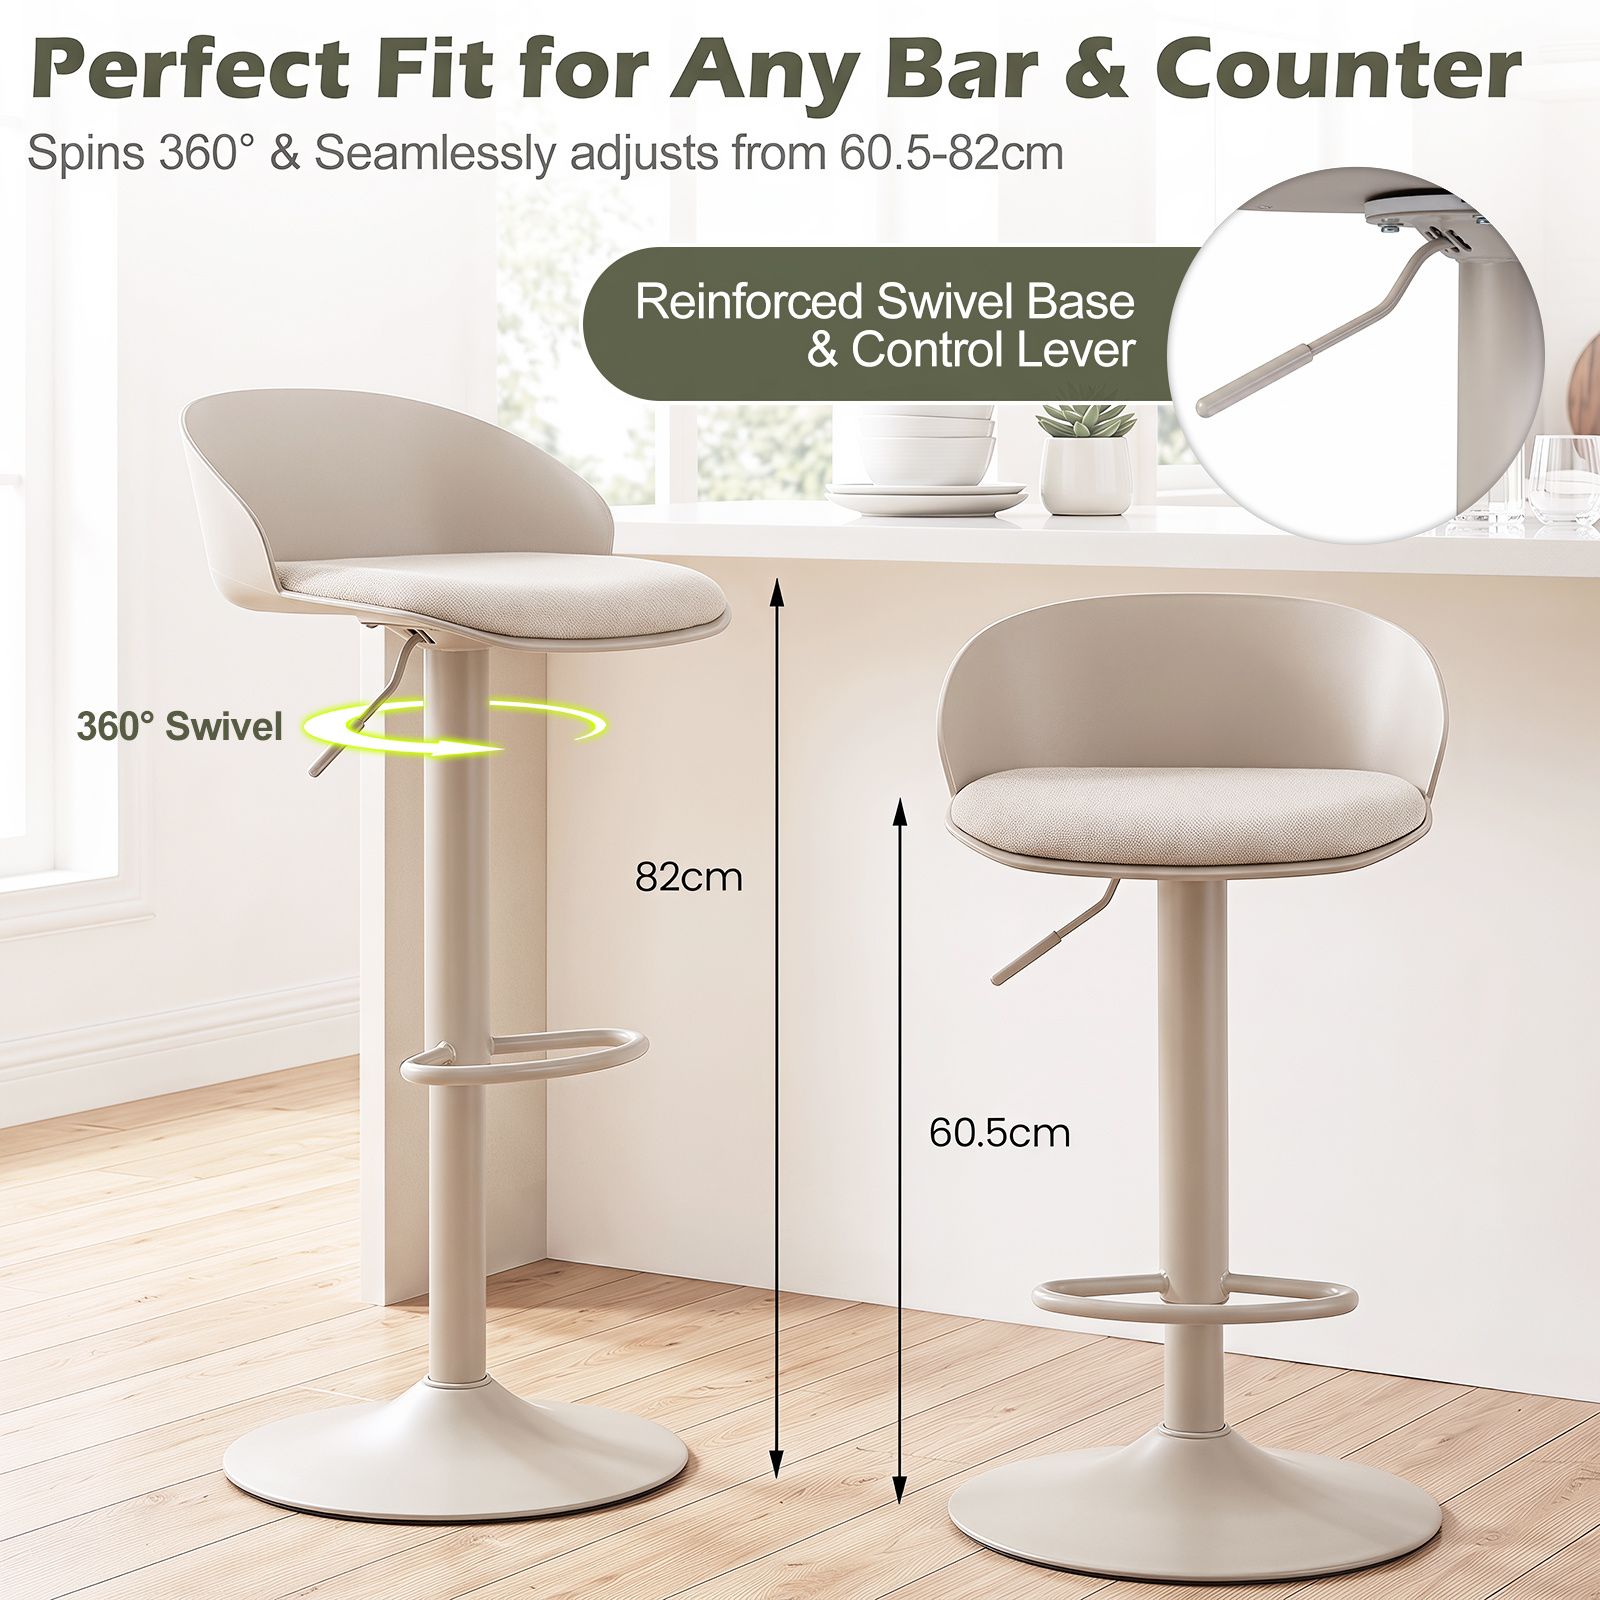 Perfect Fit for Any Bar & Counter
Spins 360° & Seamlessly adjusts from 60.5-82cm
Reinforced Swivel Base
& Control Lever
360° Swivel
82cm
60.5cm